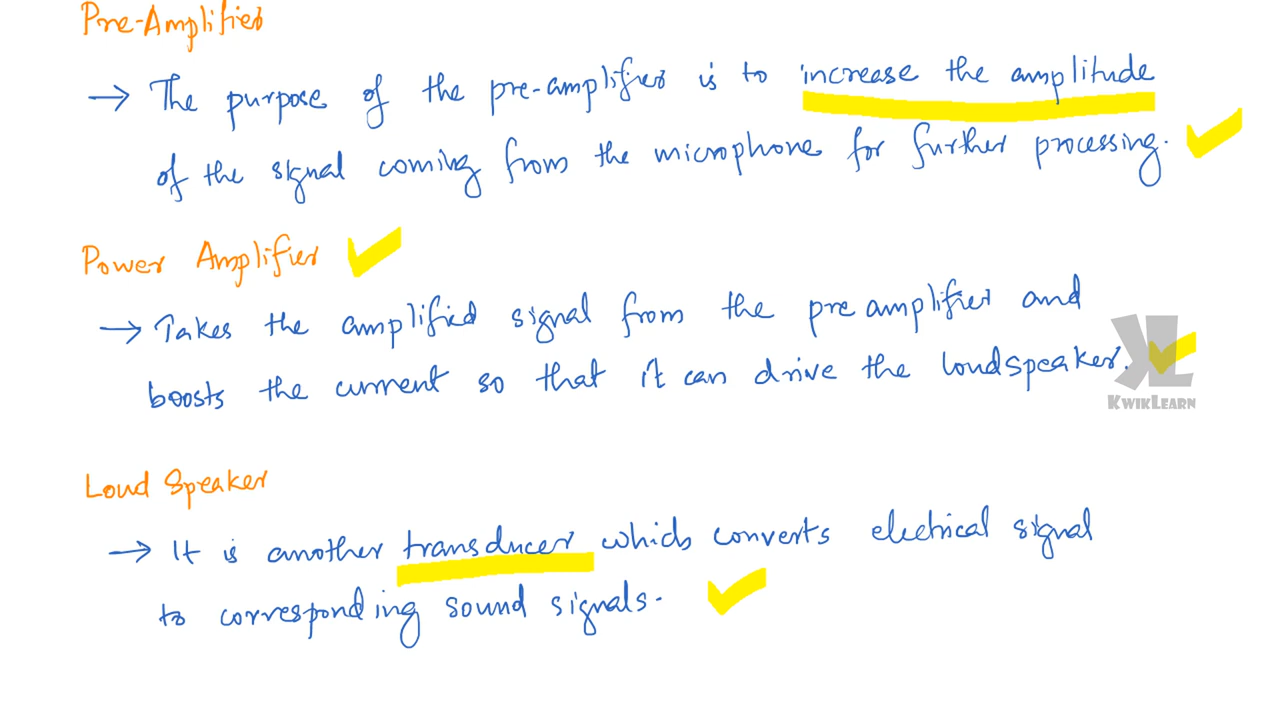 Pre-Amplified
→ The purpose of the pre-amplifier is to increase the amplitude
of the signal coming from the microphone for further processing.
Power Amplifier
→ Takes the amplified signal from the pre amplifier and
boosts the current so that it can drive the loudspeaker.
KL
KWIKLEARN
Loud Speaker
→ It is another transducer which converts electrical signal
to corresponding sound signals.